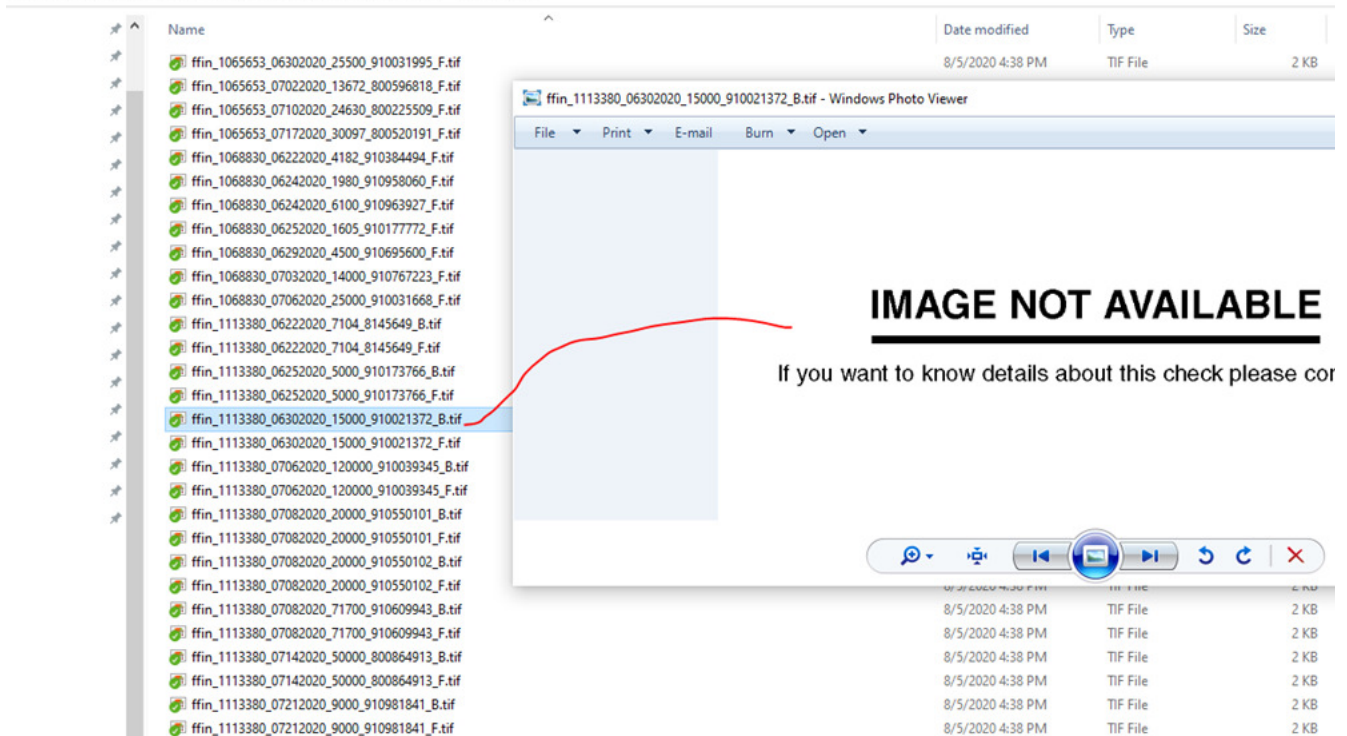 Name Date modified Type Size
ffin_1065653_06302020_25500_910031995_F.tif 8/5/2020 4:38 PM TIF File 2 KB
ffin_1065653_07022020_13672_800596818_F.tif
ffin_1065653_07102020_24630_800225509_F.tif
ffin_1065653_07172020_30097_800520191_F.tif
ffin_1068830_06222020_4182_910384494_F.tif
ffin_1068830_06242020_1980_910958060_F.tif
ffin_1068830_06242020_6100_910963927_F.tif
ffin_1068830_06252020_1605_910177772_F.tif
ffin_1068830_06292020_4500_910695600_F.tif
ffin_1068830_07032020_14000_910767223_F.tif
ffin_1068830_07062020_25000_910031668_F.tif
ffin_1113380_06222020_7104_8145649_B.tif
ffin_1113380_06222020_7104_8145649_F.tif
ffin_1113380_06252020_5000_910173766_B.tif
ffin_1113380_06252020_5000_910173766_F.tif
ffin_1113380_06302020_15000_910021372_B.tif
ffin_1113380_06302020_15000_910021372_F.tif
ffin_1113380_07062020_120000_910039345_B.tif
ffin_1113380_07062020_120000_910039345_F.tif
ffin_1113380_07082020_20000_910550101_B.tif
ffin_1113380_07082020_20000_910550101_F.tif
ffin_1113380_07082020_20000_910550102_B.tif
ffin_1113380_07082020_20000_910550102_F.tif
ffin_1113380_07082020_71700_910609943_B.tif 8/5/2020 4:38 PM TIF File 2 KB
ffin_1113380_07082020_71700_910609943_F.tif 8/5/2020 4:38 PM TIF File 2 KB
ffin_1113380_07142020_50000_800864913_B.tif 8/5/2020 4:38 PM TIF File 2 KB
ffin_1113380_07142020_50000_800864913_F.tif 8/5/2020 4:38 PM TIF File 2 KB
ffin_1113380_07212020_9000_910981841_B.tif 8/5/2020 4:38 PM TIF File 2 KB
ffin_1113380_07212020_9000_910981841_F.tif 8/5/2020 4:38 PM TIF File 2 KB
ffin_1113380_06302020_15000_910021372_B.tif - Windows Photo Viewer
File Print E-mail Burn Open
IMAGE NOT AVAILABLE
If you want to know details about this check please cor